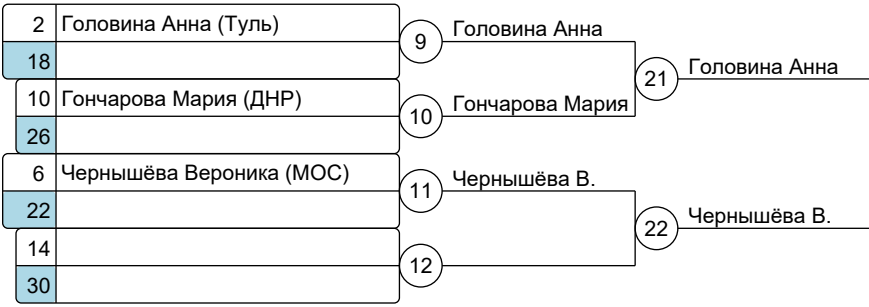 2 Головина Анна (Туль)
18
9 Головина Анна
10 Гончарова Мария (ДНР)
26
10 Гончарова Мария
21 Головина Анна
6 Чернышёва Вероника (МОС)
22
11 Чернышёва В.
14
30
12
22 Чернышёва В.